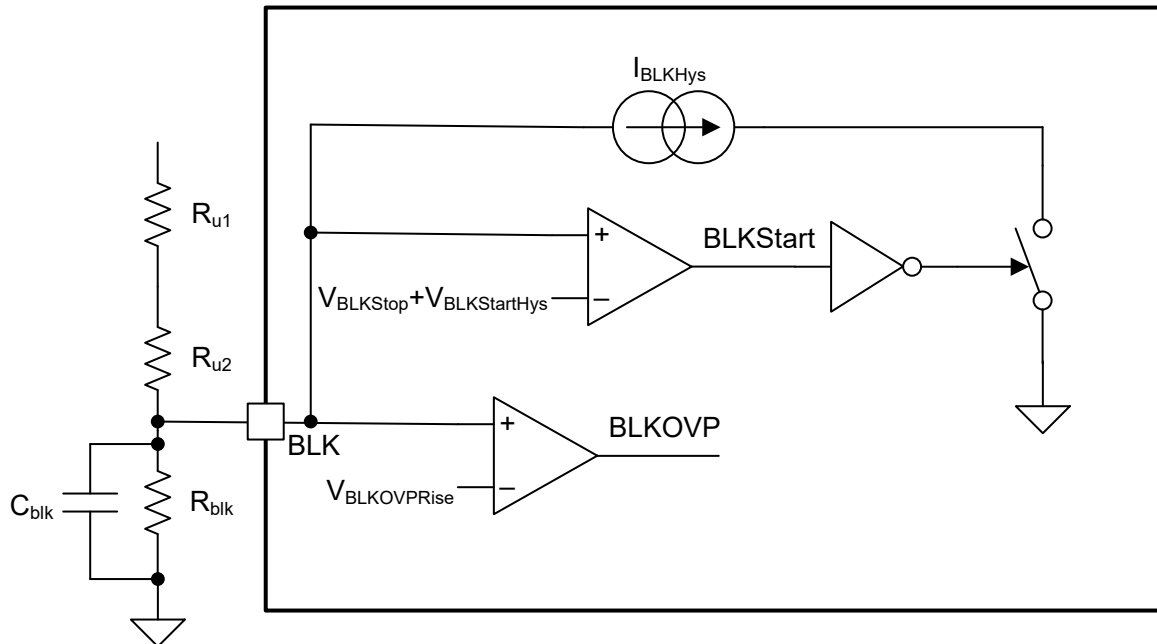 I_BLKHys
R_u1
BLKStart
V_BLKStop+V_BLKStartHys
R_u2
BLKOVP
BLK
V_BLKOVPRise
C_blk
R_blk
+
−
+
−